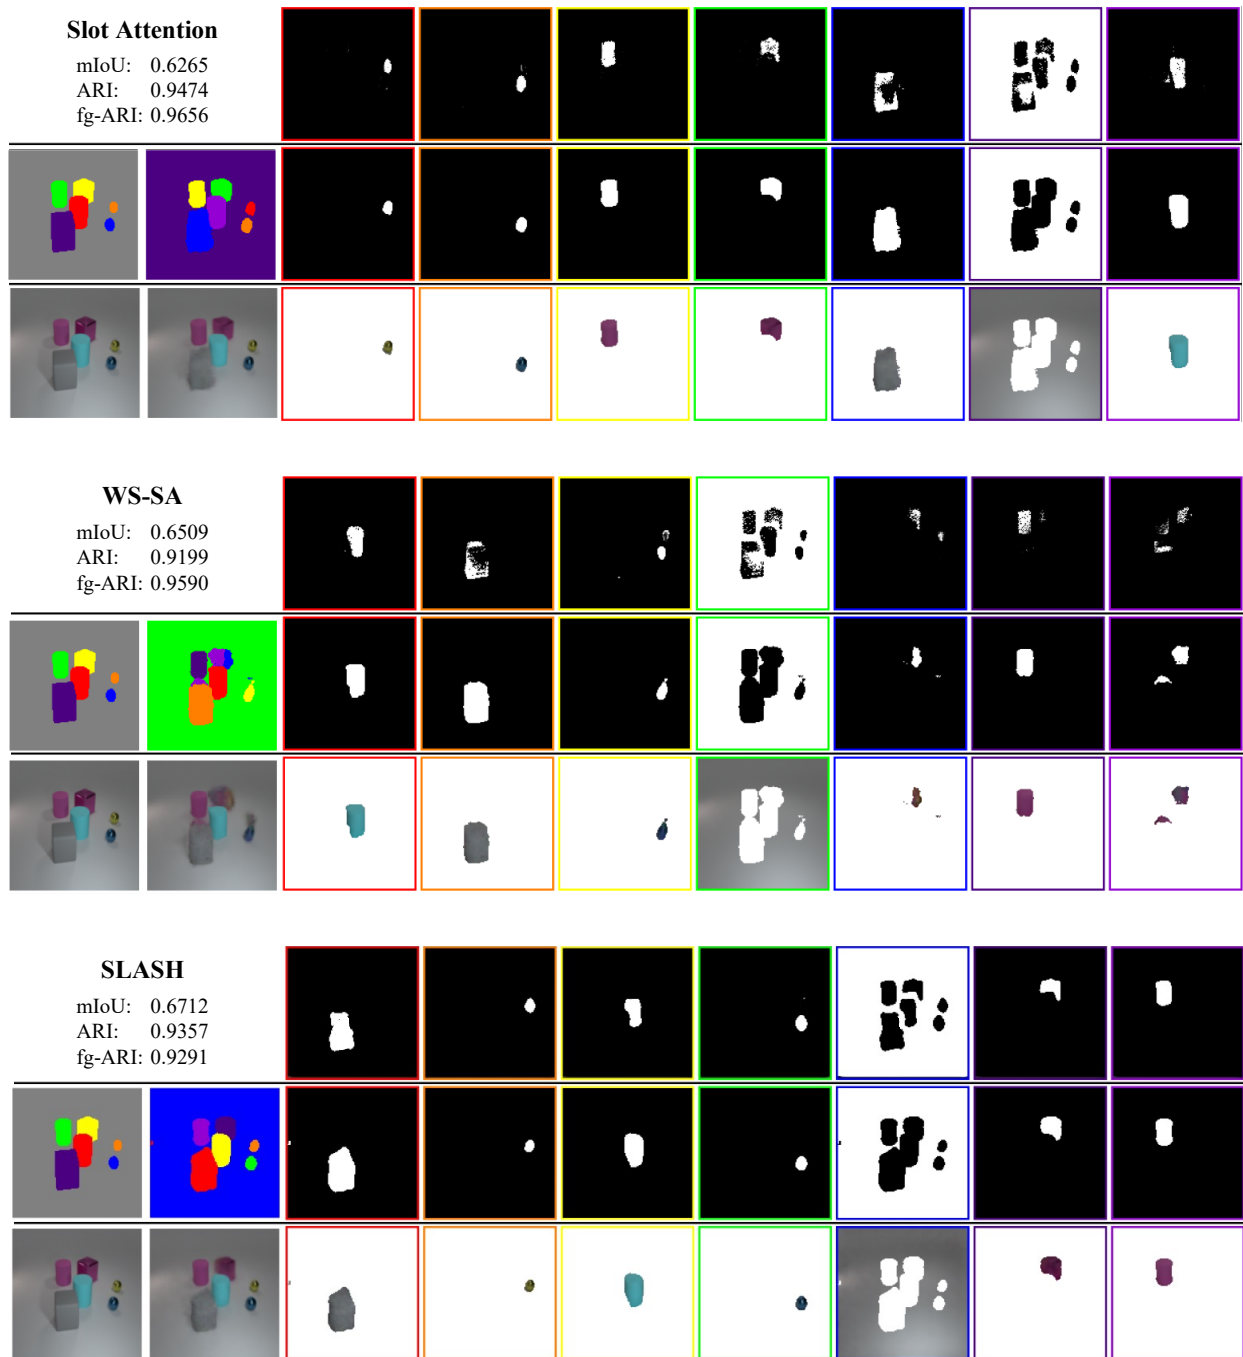 Slot Attention
mIoU: 0.6265
ARI: 0.9474
fg-ARI: 0.9656
WS-SA
mIoU: 0.6509
ARI: 0.9199
fg-ARI: 0.9590
SLASH
mIoU: 0.6712
ARI: 0.9357
fg-ARI: 0.9291